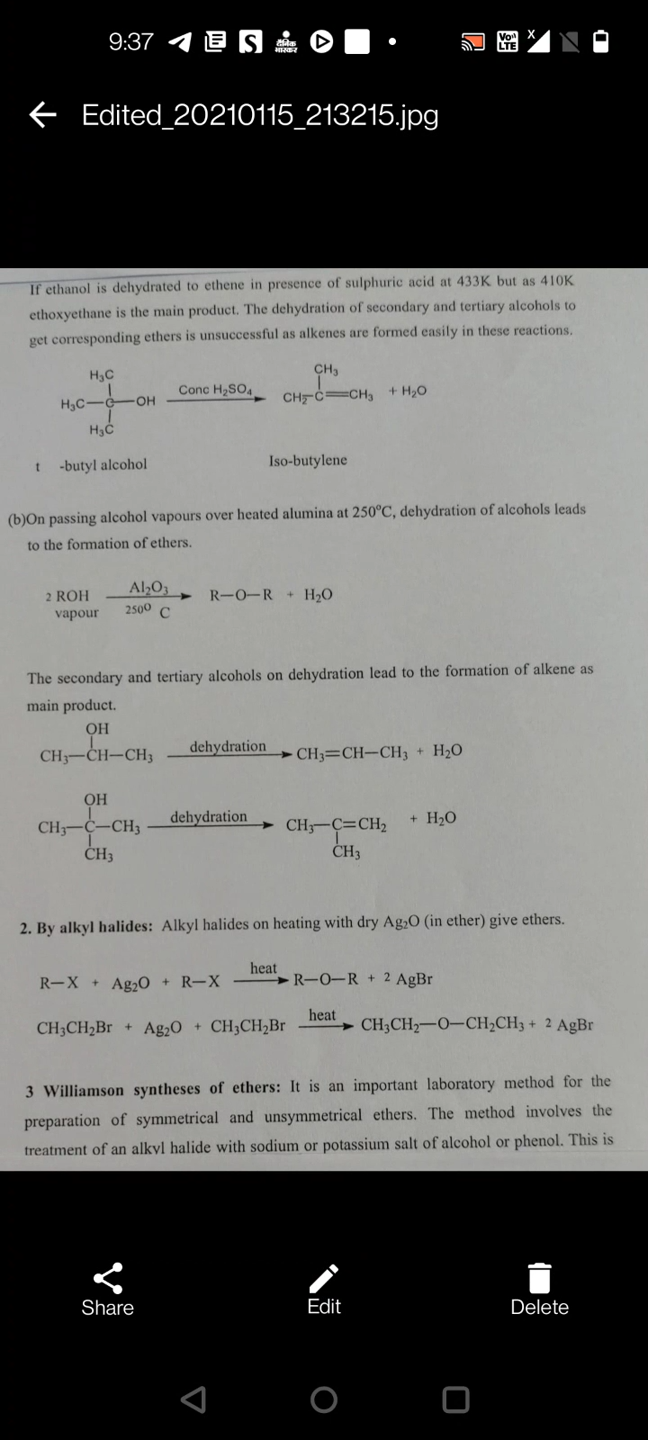 9:37
दैनिक
भास्कर
Vo))
LTE
X
Edited_20210115_213215.jpg
If ethanol is dehydrated to ethene in presence of sulphuric acid at 433K but as 410K
ethoxyethane is the main product. The dehydration of secondary and tertiary alcohols to
get corresponding ethers is unsuccessful as alkenes are formed easily in these reactions.
H₃C CH₃
H₃C—C—OH Conc H₂SO₄ CH₃-C=CH₃ + H₂O
H₃C
t -butyl alcohol Iso-butylene
(b)On passing alcohol vapours over heated alumina at 250°C, dehydration of alcohols leads
to the formation of ethers.
2 ROH Al₂O₃ R—O—R + H₂O
vapour 250⁰ C
The secondary and tertiary alcohols on dehydration lead to the formation of alkene as
main product.
OH
CH₃—CH—CH₃ dehydration CH₃=CH—CH₃ + H₂O
OH
CH₃—C—CH₃ dehydration CH₃—C=CH₂ + H₂O
CH₃ CH₃
2. By alkyl halides: Alkyl halides on heating with dry Ag₂O (in ether) give ethers.
R—X + Ag₂O + R—X heat R—O—R + 2 AgBr
CH₃CH₂Br + Ag₂O + CH₃CH₂Br heat CH₃CH₂—O—CH₂CH₃ + 2 AgBr
3 Williamson syntheses of ethers: It is an important laboratory method for the
preparation of symmetrical and unsymmetrical ethers. The method involves the
treatment of an alkyl halide with sodium or potassium salt of alcohol or phenol. This is
Share Edit Delete